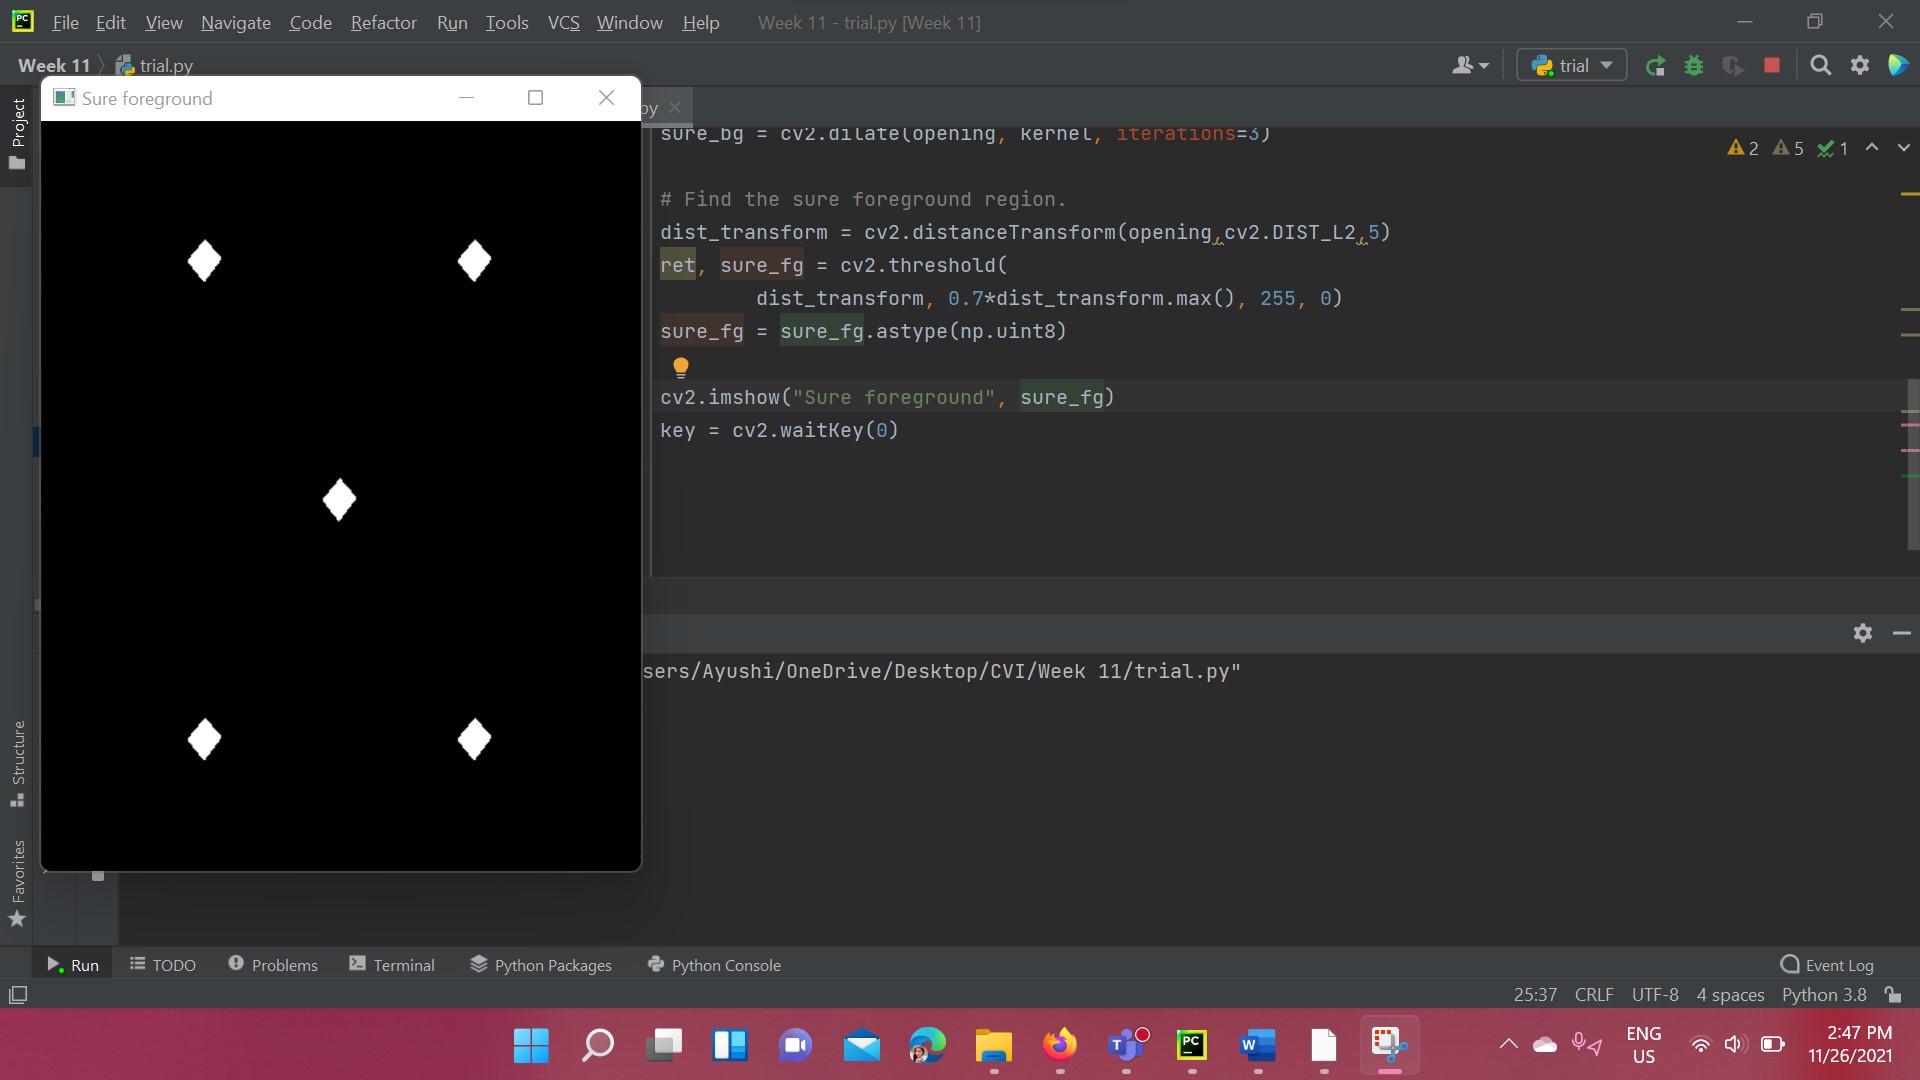 PC File Edit View Navigate Code Refactor Run Tools VCS Window Help Week 11 - trial.py [Week 11]
Week 11 trial.py trial
Sure foreground
py
Project
sure_bg = cv2.dilate(opening, kernel, iterations=3)
2 5 1
# Find the sure foreground region.
dist_transform = cv2.distanceTransform(opening,cv2.DIST_L2,5)
ret, sure_fg = cv2.threshold(
dist_transform, 0.7*dist_transform.max(), 255, 0)
sure_fg = sure_fg.astype(np.uint8)
cv2.imshow("Sure foreground", sure_fg)
key = cv2.waitKey(0)
sers/Ayushi/OneDrive/Desktop/CVI/Week 11/trial.py"
Structure
Favorites
Run TODO Problems Terminal Python Packages Python Console Event Log
25:37 CRLF UTF-8 4 spaces Python 3.8
T PC W
ENG
US
2:47 PM
11/26/2021